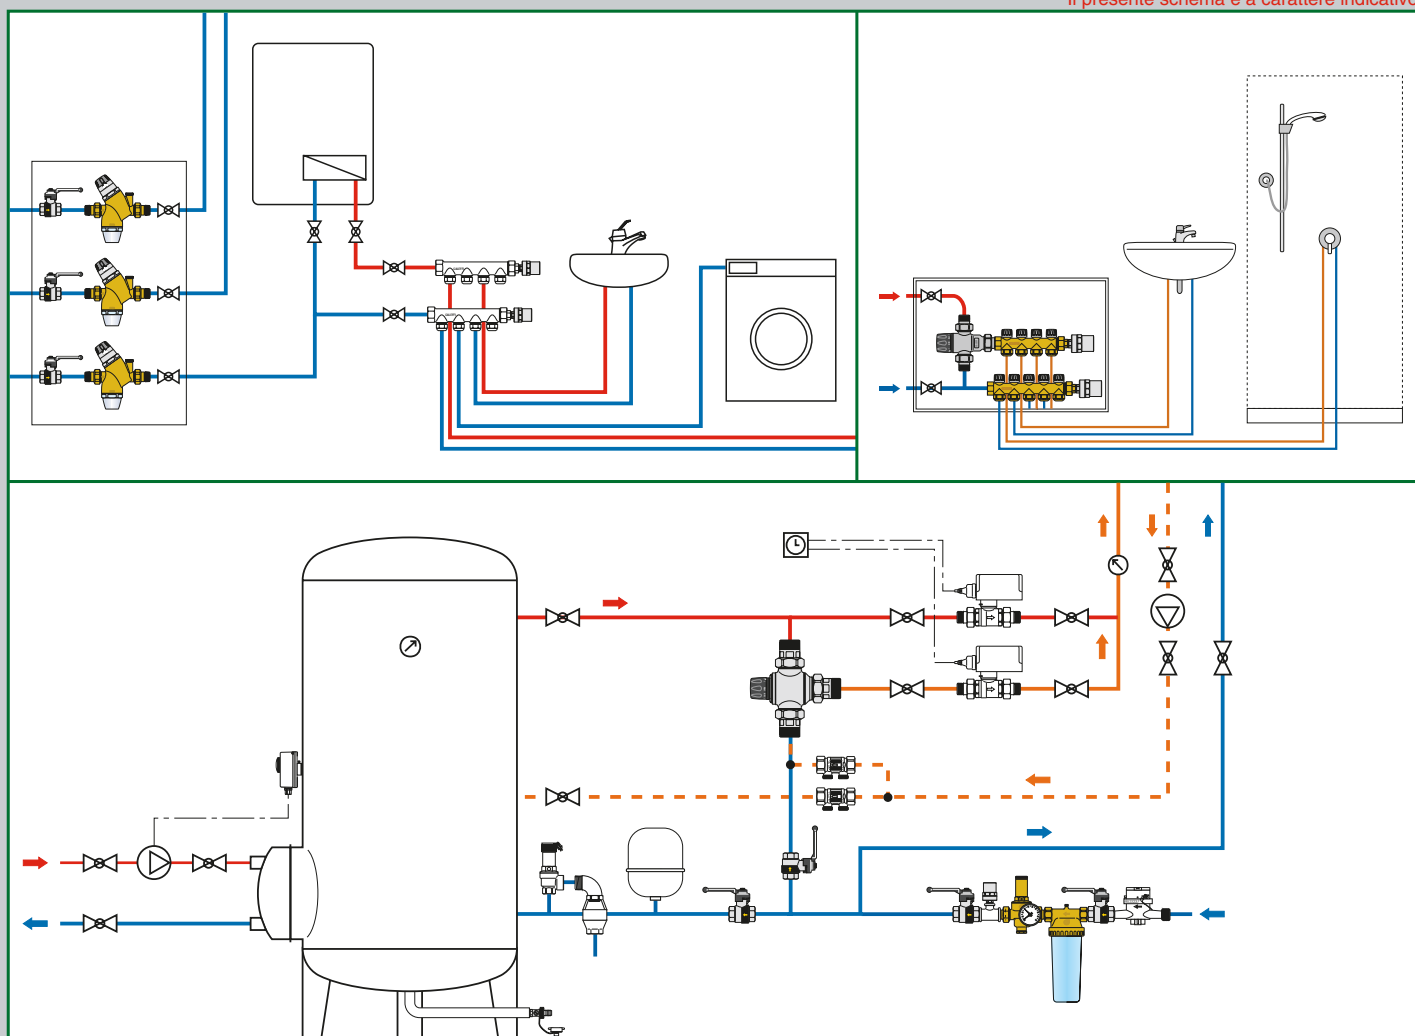 Il presente schema è a carattere indicativo